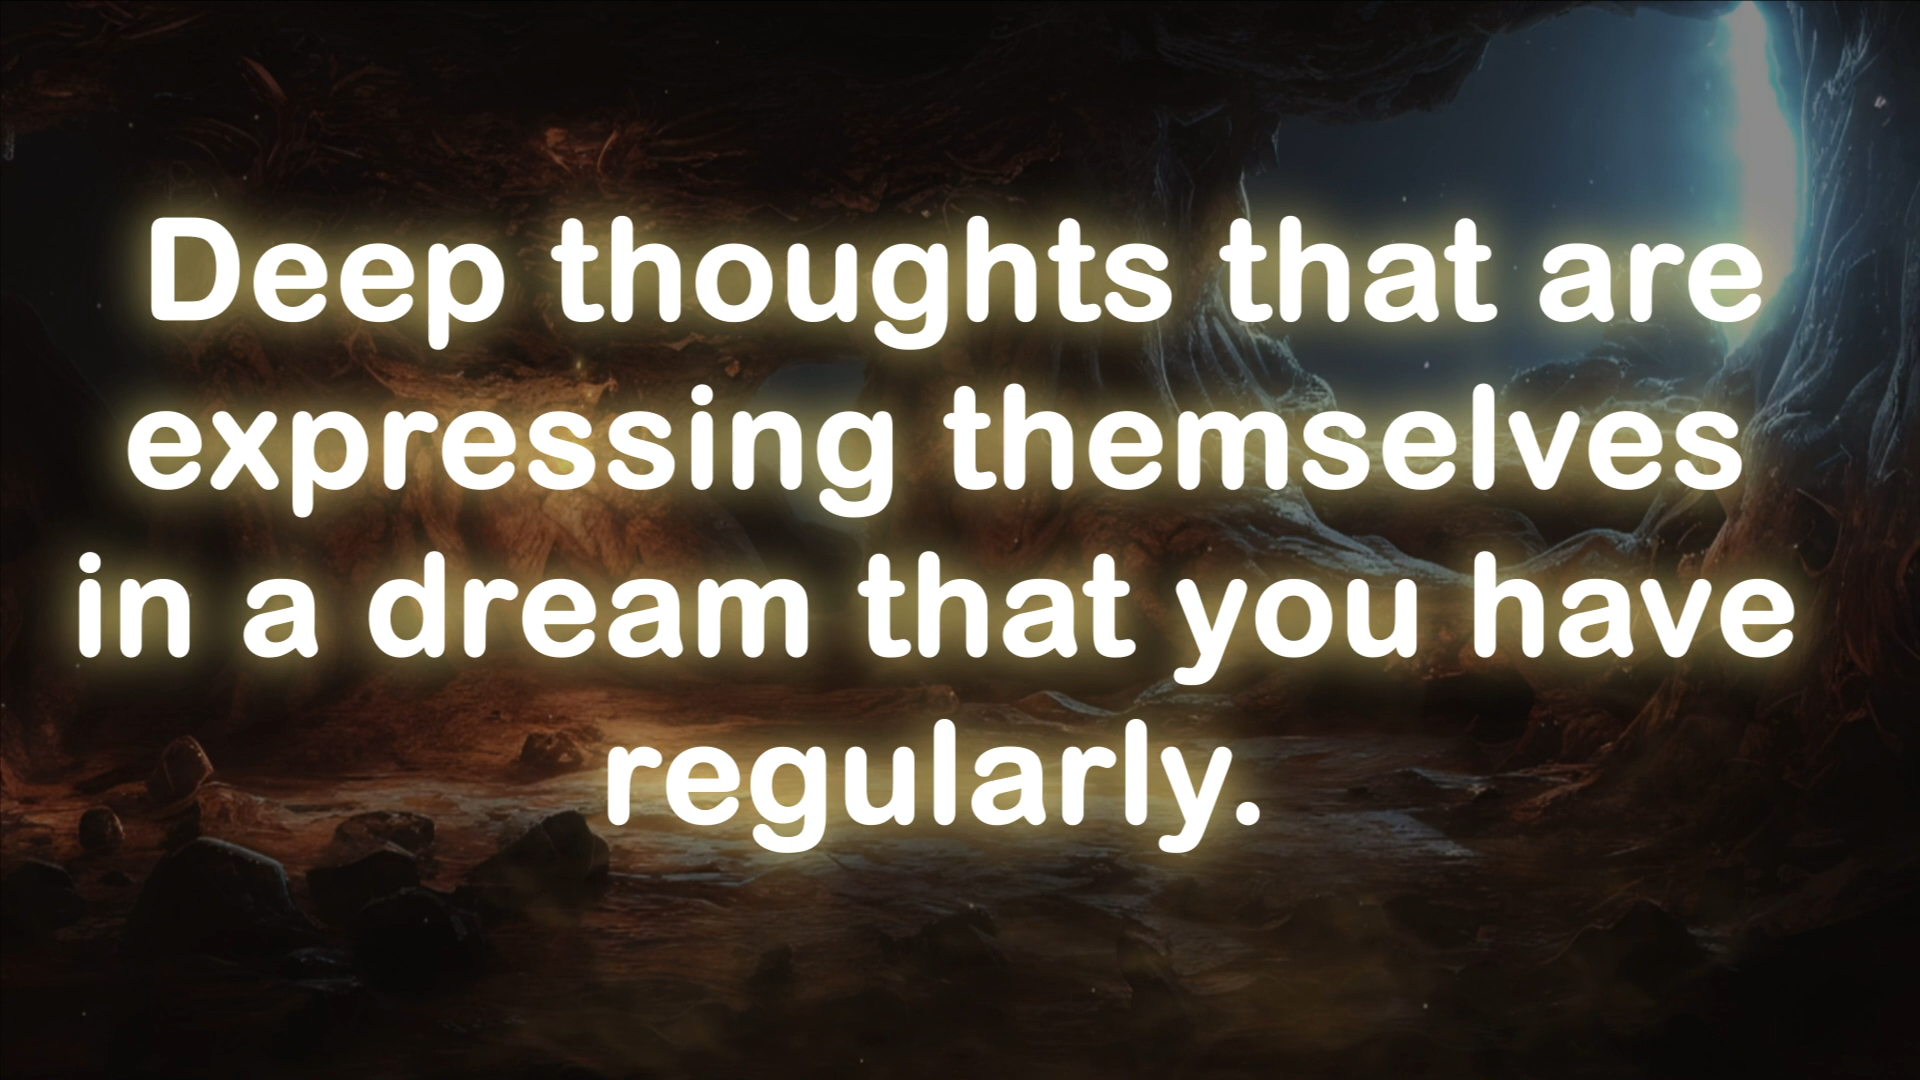 Deep thoughts that are
expressing themselves
in a dream that you have
regularly.